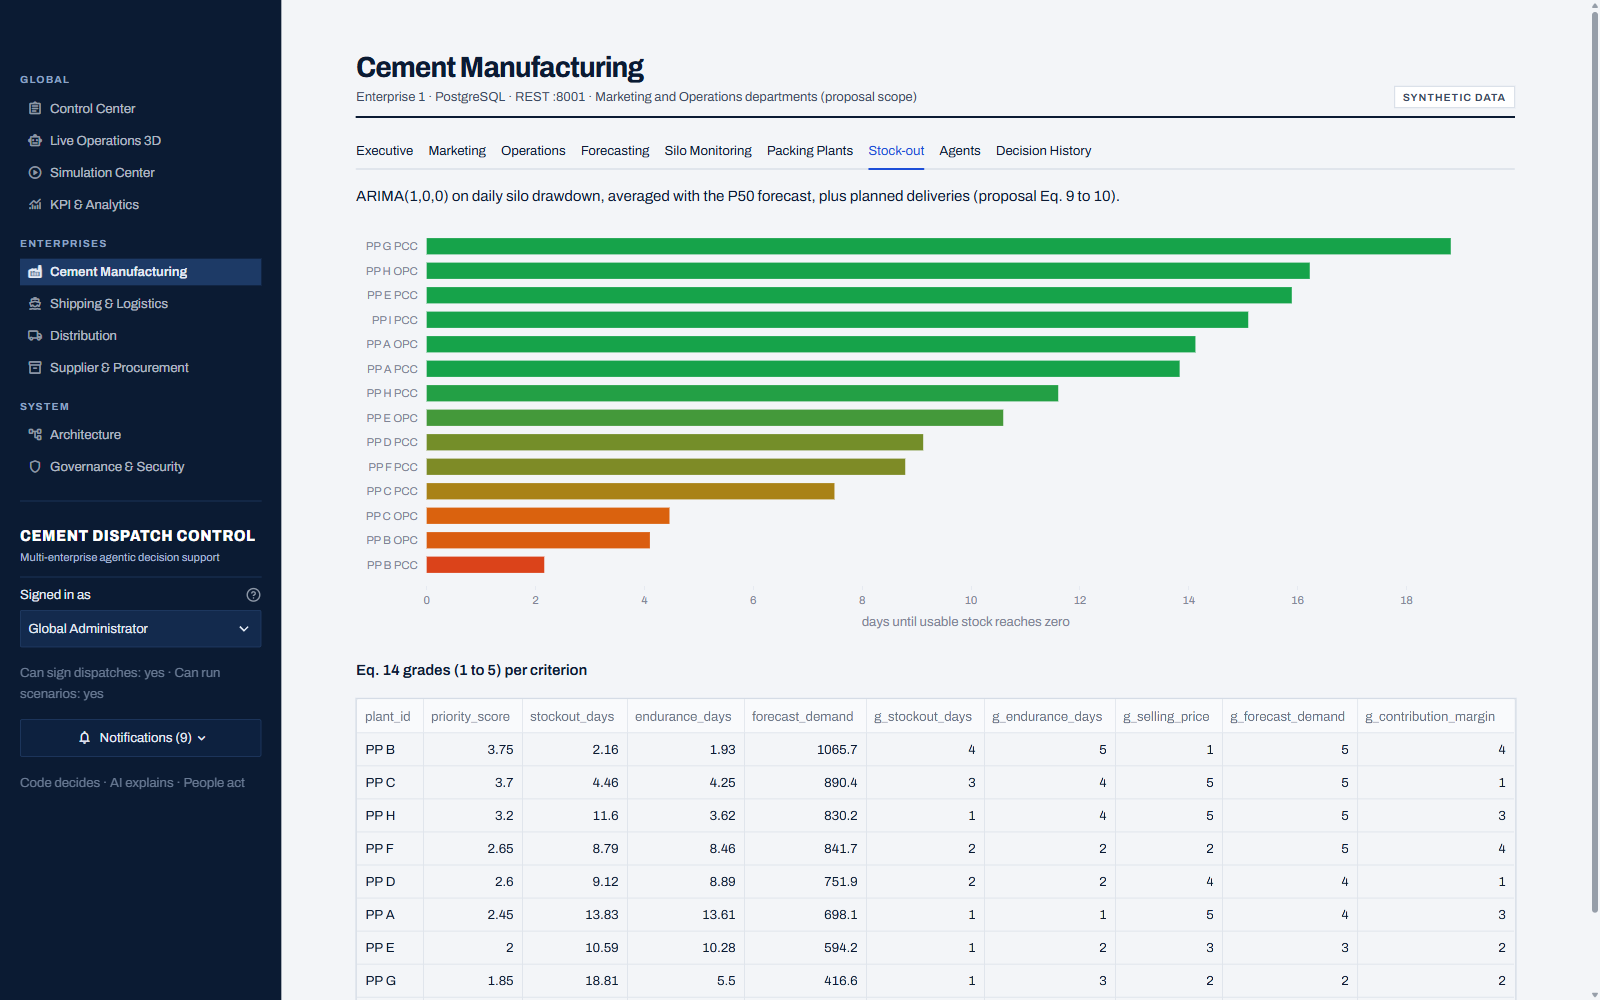 GLOBAL
Control Center
Live Operations 3D
Simulation Center
KPI & Analytics
ENTERPRISES
Cement Manufacturing
Shipping & Logistics
Distribution
Supplier & Procurement
SYSTEM
Architecture
Governance & Security
CEMENT DISPATCH CONTROL
Multi-enterprise agentic decision support
Signed in as
Global Administrator
Can sign dispatches: yes · Can run
scenarios: yes
Notifications (9)
Code decides · AI explains · People act
Cement Manufacturing
Enterprise 1 · PostgreSQL · REST :8001 · Marketing and Operations departments (proposal scope)
SYNTHETIC DATA
Executive Marketing Operations Forecasting Silo Monitoring Packing Plants Stock-out Agents Decision History
ARIMA(1,0,0) on daily silo drawdown, averaged with the P50 forecast, plus planned deliveries (proposal Eq. 9 to 10).
PP G PCC
PP H OPC
PP E PCC
PP I PCC
PP A OPC
PP A PCC
PP H PCC
PP E OPC
PP D PCC
PP F PCC
PP C PCC
PP C OPC
PP B OPC
PP B PCC
0 2 4 6 8 10 12 14 16 18
days until usable stock reaches zero
Eq. 14 grades (1 to 5) per criterion
plant_id priority_score stockout_days endurance_days forecast_demand g_stockout_days g_endurance_days g_selling_price g_forecast_demand g_contribution_margin
PP B 3.75 2.16 1.93 1065.7 4 5 1 5 4
PP C 3.7 4.46 4.25 890.4 3 4 5 5 1
PP H 3.2 11.6 3.62 830.2 1 4 5 5 3
PP F 2.65 8.79 8.46 841.7 2 2 2 5 4
PP D 2.6 9.12 8.89 751.9 2 2 4 4 1
PP A 2.45 13.83 13.61 698.1 1 1 5 4 3
PP E 2 10.59 10.28 594.2 1 2 3 3 2
PP G 1.85 18.81 5.5 416.6 1 3 2 2 2